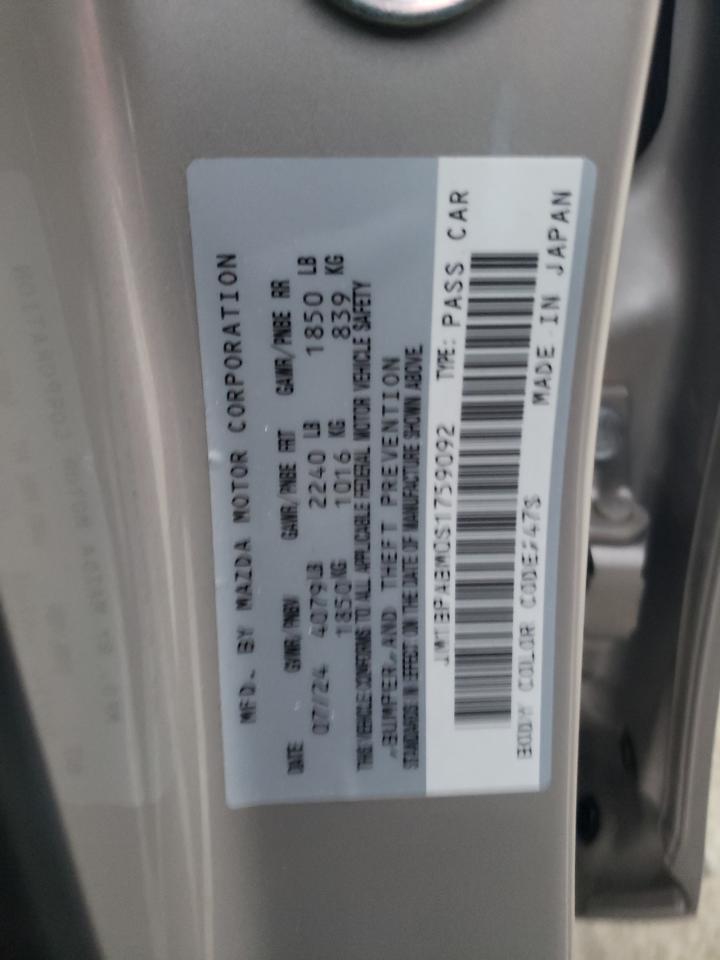 MFD. BY MAZDA MOTOR CORPORATION
DATE GVWR/PNBV GAWR/PNBE FRT GAWR/PNBE RR
07/24 4079LB 2240 LB 1850 LB
1850KG 1016 KG 839 KG
THIS VEHICLE CONFORMS TO ALL APPLICABLE FEDERAL MOTOR VEHICLE SAFETY
,BUMPER,AND THEFT PREVENTION
STANDARDS IN EFFECT ON THE DATE OF MANUFACTURE SHOWN ABOVE.
TYPE: PASS CAR
BODY COLOR CODE:47S MADE IN JAPAN